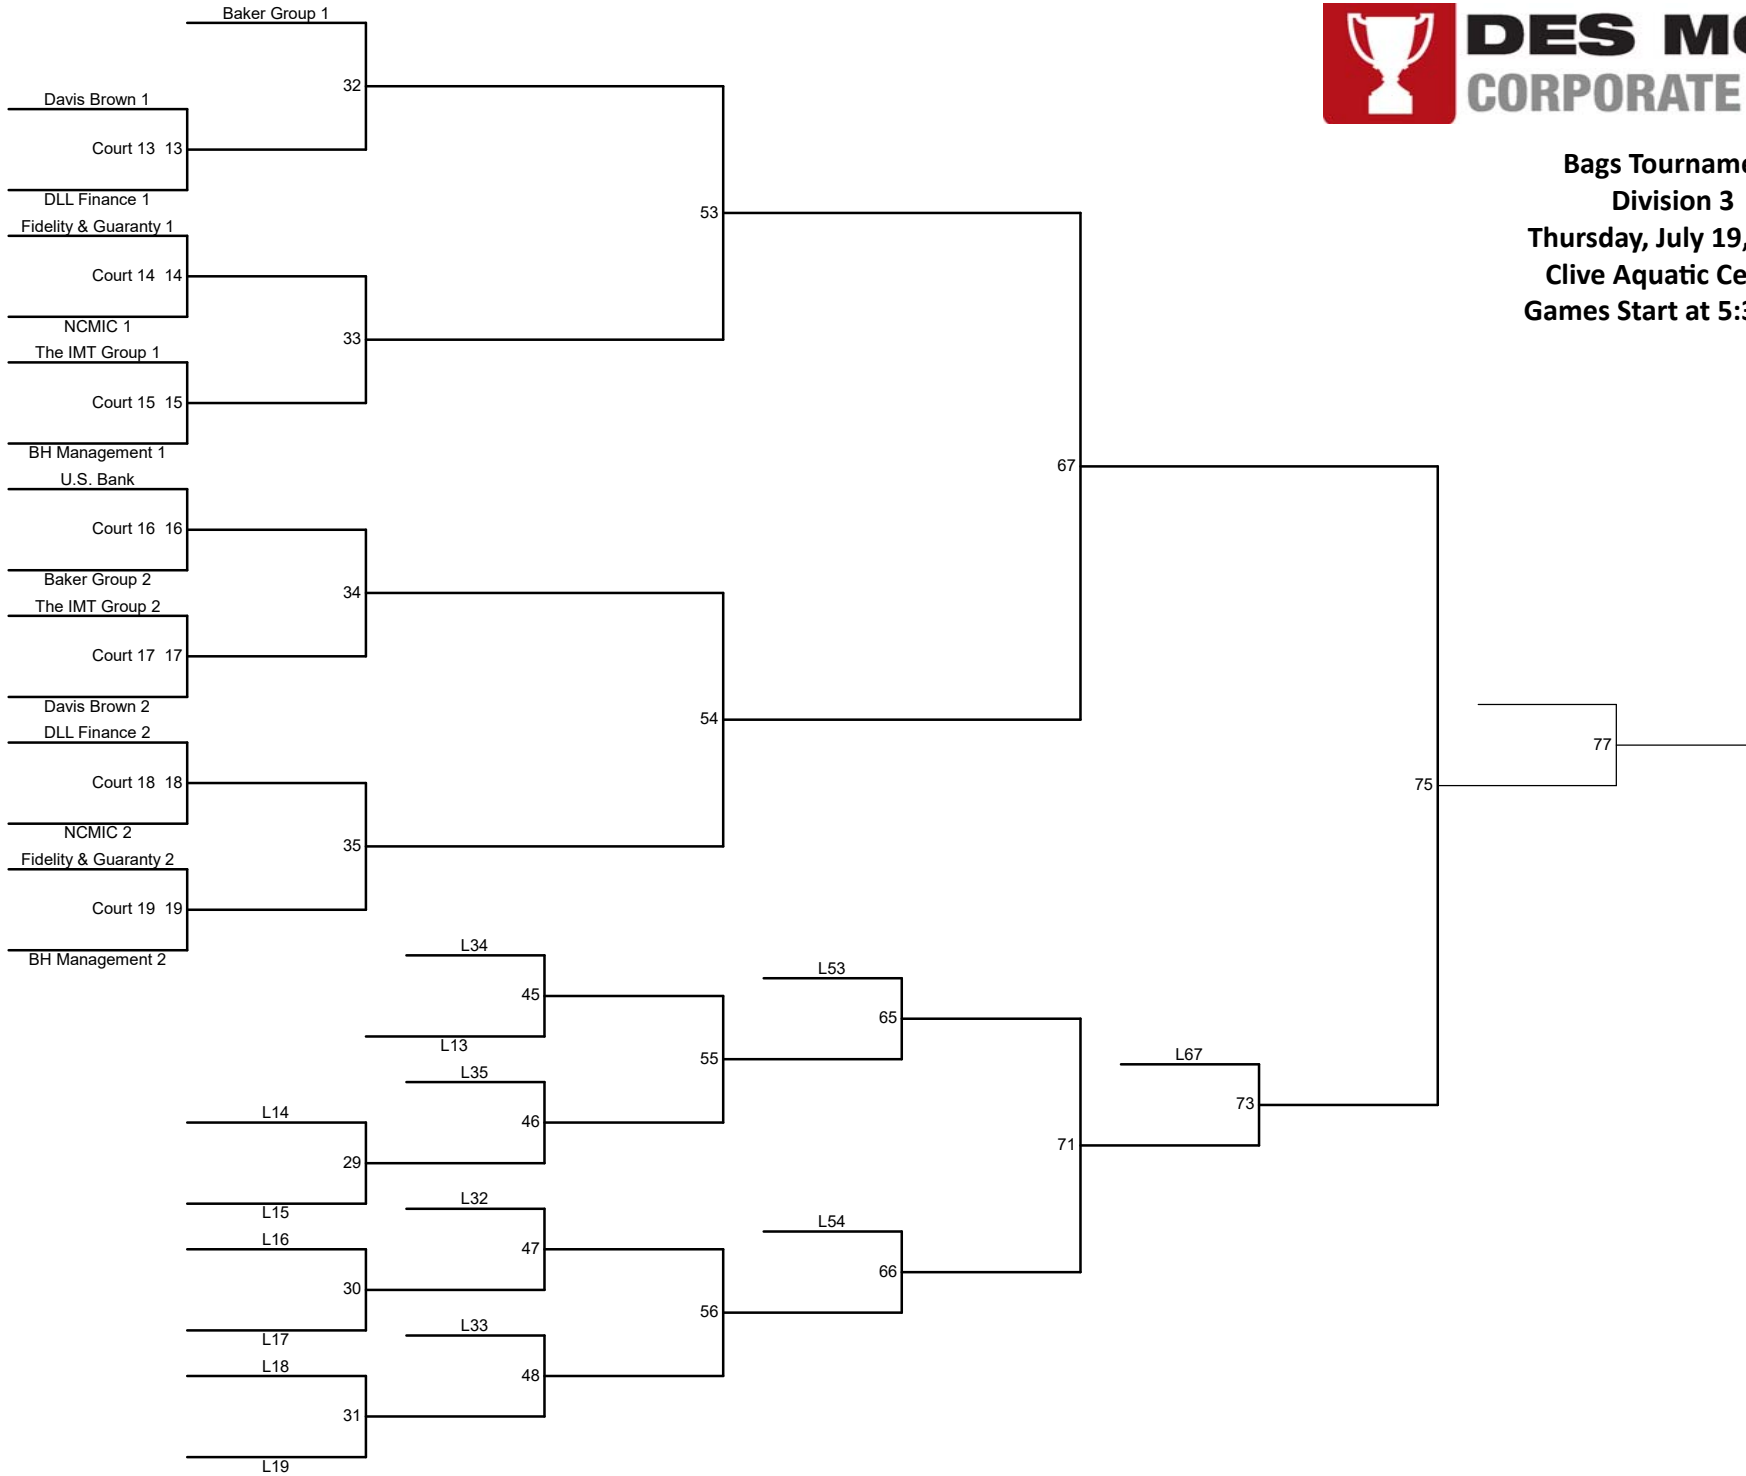 Baker Group 1
32
Davis Brown 1
Court 13 13
DLL Finance 1
Fidelity & Guaranty 1
Court 14 14
NCMIC 1
33
The IMT Group 1
Court 15 15
BH Management 1
53
U.S. Bank
Court 16 16
Baker Group 2
34
The IMT Group 2
Court 17 17
Davis Brown 2
DLL Finance 2
Court 18 18
NCMIC 2
35
Fidelity & Guaranty 2
Court 19 19
BH Management 2
54
67
75
77
L34
45
L13
L35
46
L14
29
L15
55
L53
65
L32
47
L16
30
L17
L33
48
L18
31
L19
56
L54
66
71
L67
73
DES
CORPORATE
Bags
Division 3
Thursday, July 19,
Clive Aquatic
Games Start at